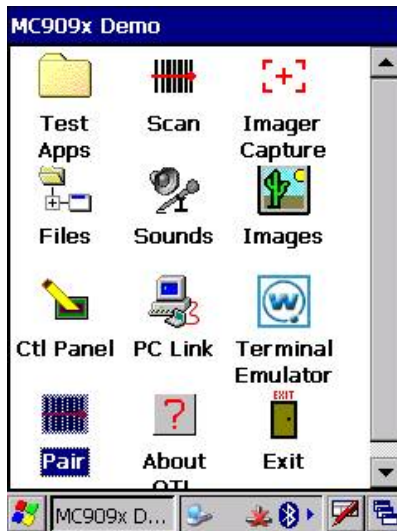 MC909x Demo
Test Apps
Scan
Imager Capture
Files
Sounds
Images
Ctl Panel
PC Link
Terminal Emulator
EXIT
Pair
About
Exit
MC909x D...